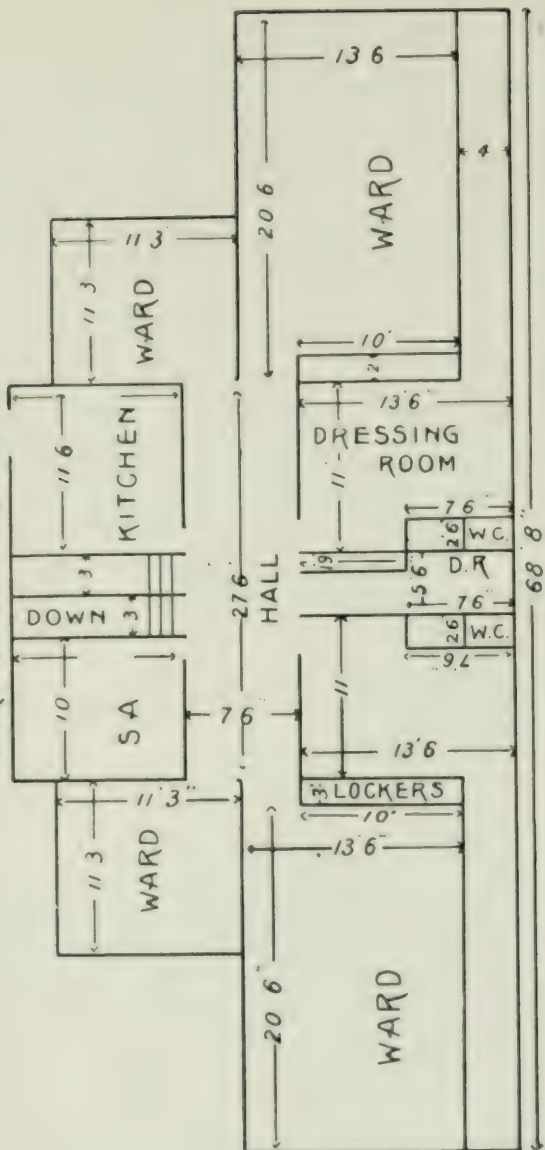 13 6
4
20 6
WARD
11 3
11 3
WARD
10'
2
13'6
DRESSING
ROOM
11
11 6
KITCHEN
7 6
2 6
W.C.
19
D.R
5 6
3
27 6"
HALL
DOWN
3
7 6
2 6
W.C.
7 6
68' 8"
10
SA
7 6
11
13'6
11' 3"
3"
LOCKERS
10'
13 6"
11 3
WARD
20 6"
WARD